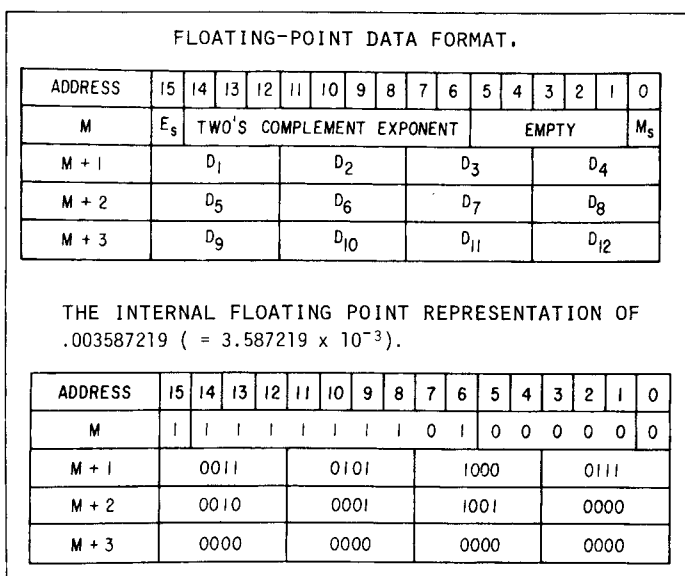 FLOATING-POINT DATA FORMAT.
ADDRESS 15 14 13 12 11 10 9 8 7 6 5 4 3 2 1 0
M Es TWO'S COMPLEMENT EXPONENT EMPTY Ms
M + 1 D1 D2 D3 D4
M + 2 D5 D6 D7 D8
M + 3 D9 D10 D11 D12
THE INTERNAL FLOATING POINT REPRESENTATION OF
.003587219 ( = 3.587219 x 10⁻³).
ADDRESS 15 14 13 12 11 10 9 8 7 6 5 4 3 2 1 0
M 1 1 1 1 1 1 1 1 0 1 0 0 0 0 0 0
M + 1 0011 0101 1000 0111
M + 2 0010 0001 1001 0000
M + 3 0000 0000 0000 0000